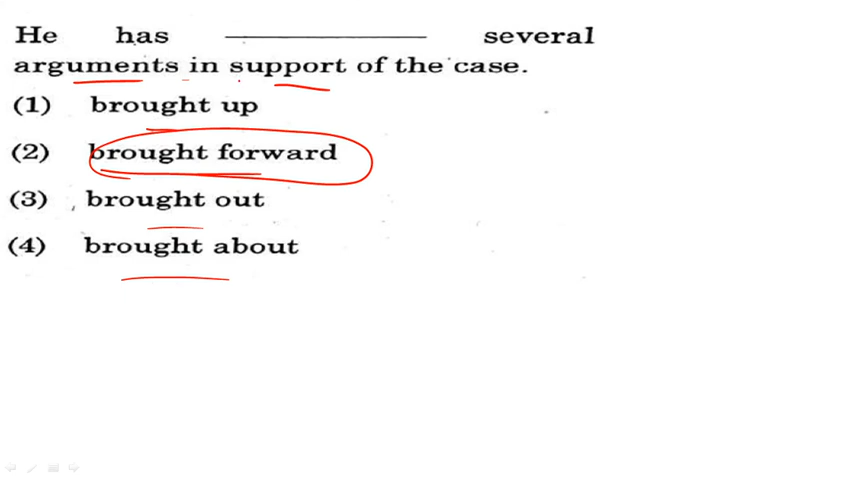 He has ____________ several
arguments in support of the case.
(1) brought up
(2) brought forward
(3) brought out
(4) brought about